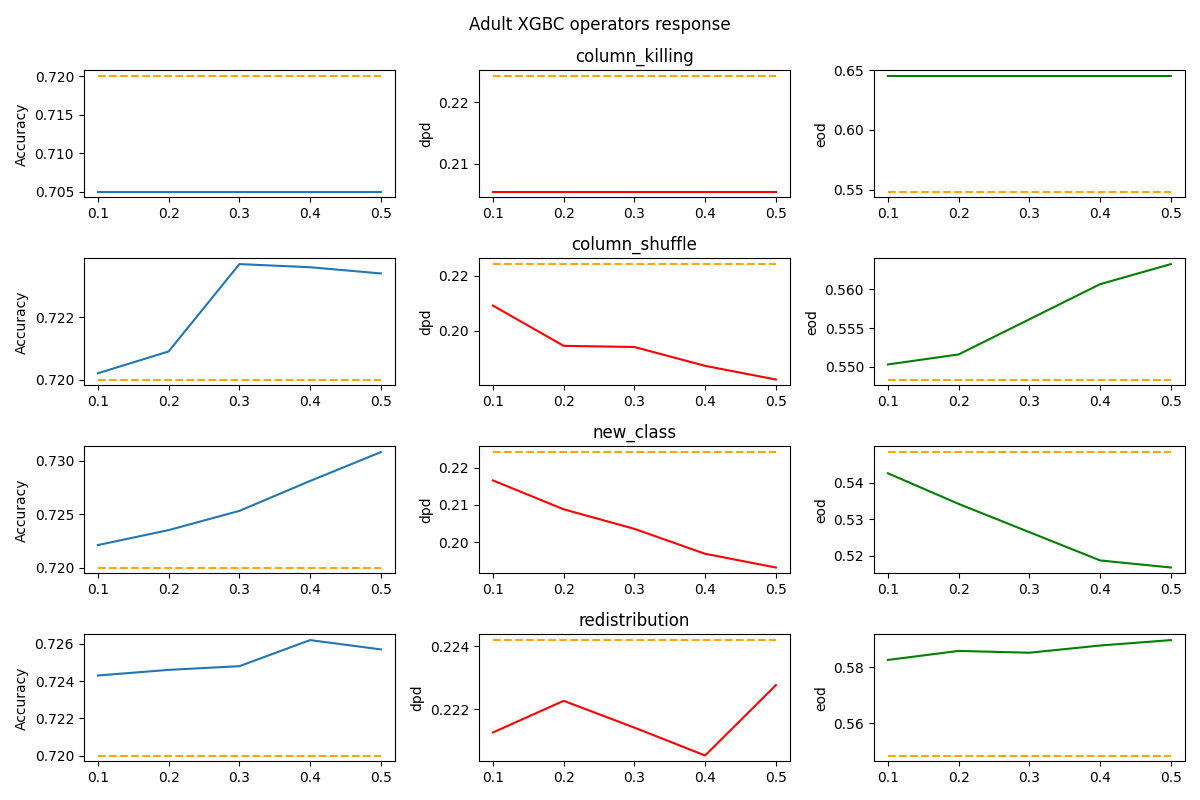 Adult XGBC operators response
column_killing
Accuracy
0.720
0.715
0.710
0.705
0.1 0.2 0.3 0.4 0.5
dpd
0.22
0.21
0.1 0.2 0.3 0.4 0.5
eod
0.65
0.60
0.55
0.1 0.2 0.3 0.4 0.5
column_shuffle
Accuracy
0.722
0.720
0.1 0.2 0.3 0.4 0.5
dpd
0.22
0.20
0.1 0.2 0.3 0.4 0.5
eod
0.560
0.555
0.550
0.1 0.2 0.3 0.4 0.5
new_class
Accuracy
0.730
0.725
0.720
0.1 0.2 0.3 0.4 0.5
dpd
0.22
0.21
0.20
0.1 0.2 0.3 0.4 0.5
eod
0.54
0.53
0.52
0.1 0.2 0.3 0.4 0.5
redistribution
Accuracy
0.726
0.724
0.722
0.720
0.1 0.2 0.3 0.4 0.5
dpd
0.224
0.222
0.1 0.2 0.3 0.4 0.5
eod
0.58
0.56
0.1 0.2 0.3 0.4 0.5